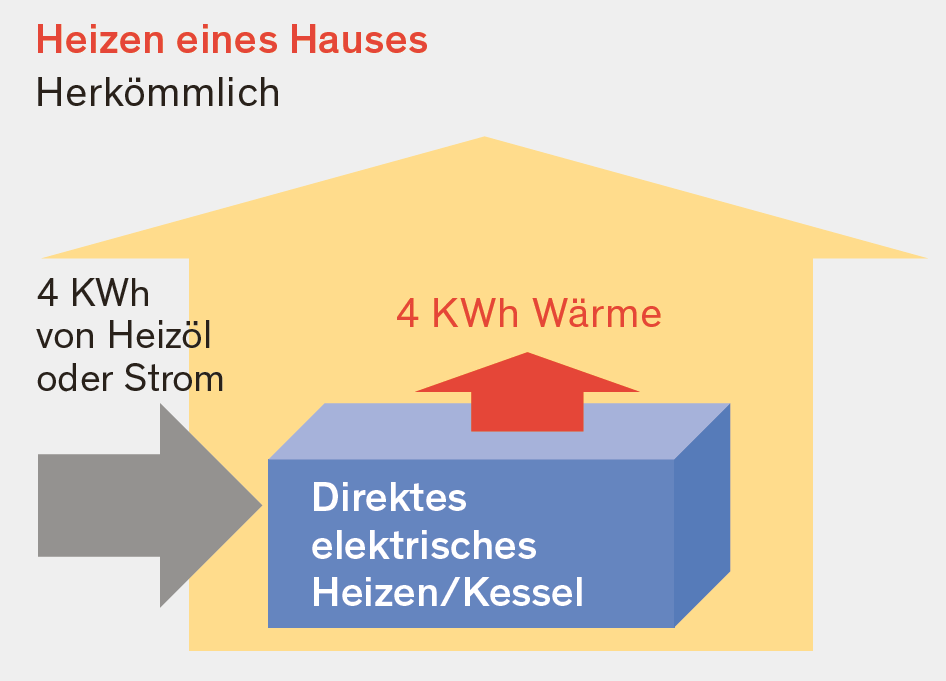 Heizen eines Hauses
Herkömmlich
4 KWh
von Heizöl
oder Strom
4 KWh Wärme
Direktes
elektrisches
Heizen/Kessel